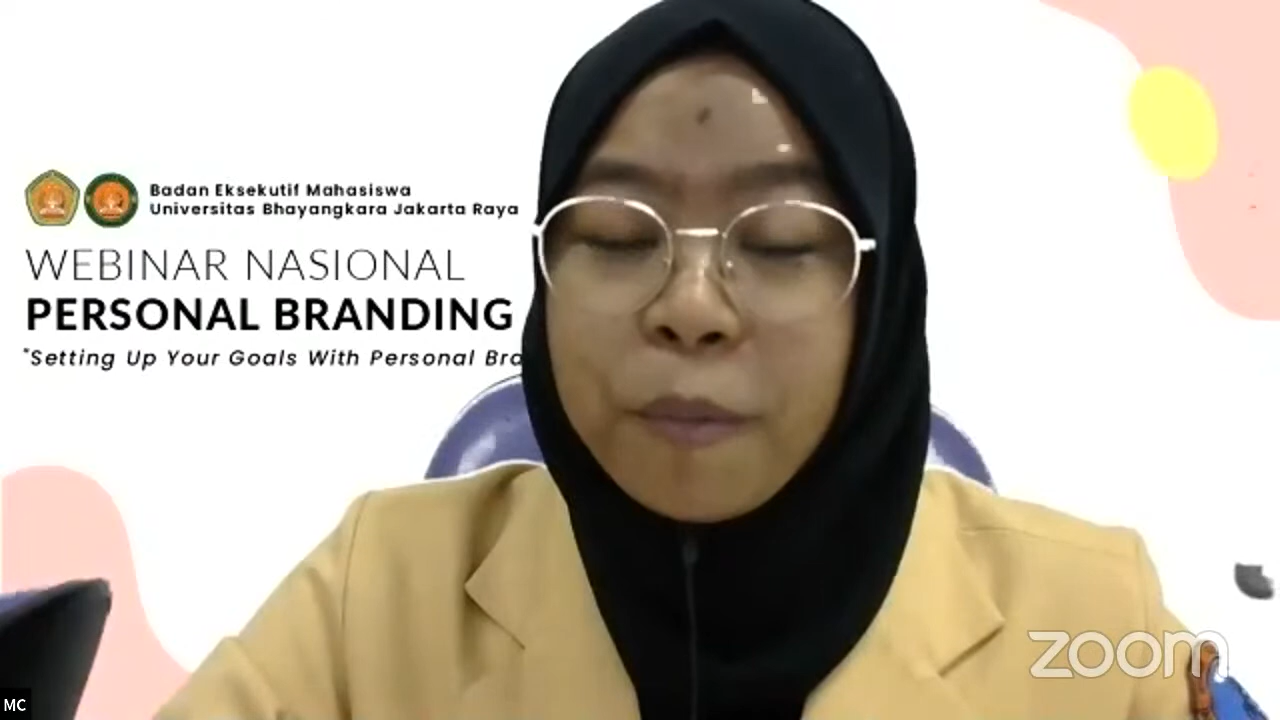 Badan Eksekutif Mahasiswa
Universitas Bhayangkara Jakarta Raya
WEBINAR NASIONAL
PERSONAL BRANDING
"Setting Up Your Goals With Personal Bra
zoom
MC